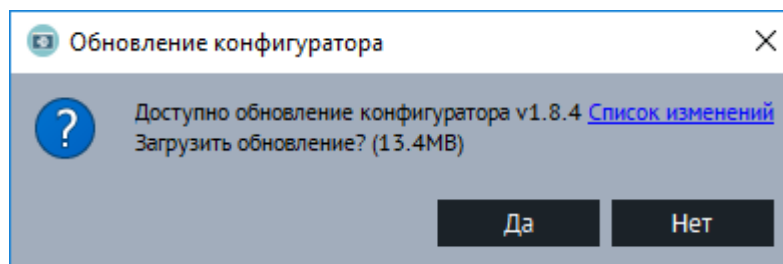 Обновление конфигуратора
Доступно обновление конфигуратора v1.8.4 Список изменений
Загрузить обновление? (13.4MB)
Да Нет